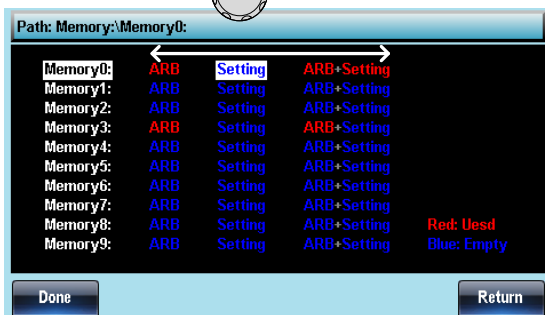 Path: Memory:\Memory0:
Memory0: ARB Setting ARB+Setting
Memory1: ARB Setting ARB+Setting
Memory2: ARB Setting ARB+Setting
Memory3: ARB Setting ARB+Setting
Memory4: ARB Setting ARB+Setting
Memory5: ARB Setting ARB+Setting
Memory6: ARB Setting ARB+Setting
Memory7: ARB Setting ARB+Setting
Memory8: ARB Setting ARB+Setting Red: Uesd
Memory9: ARB Setting ARB+Setting Blue: Empty
Done Return